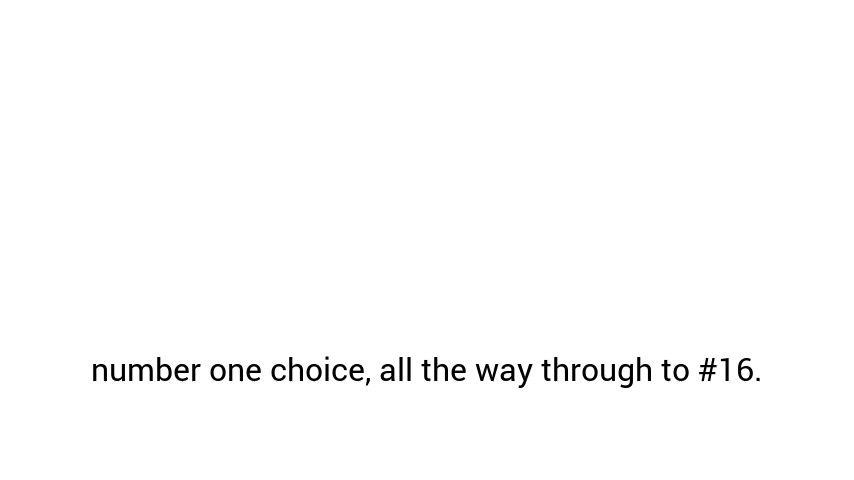 number one choice, all the way through to #16.